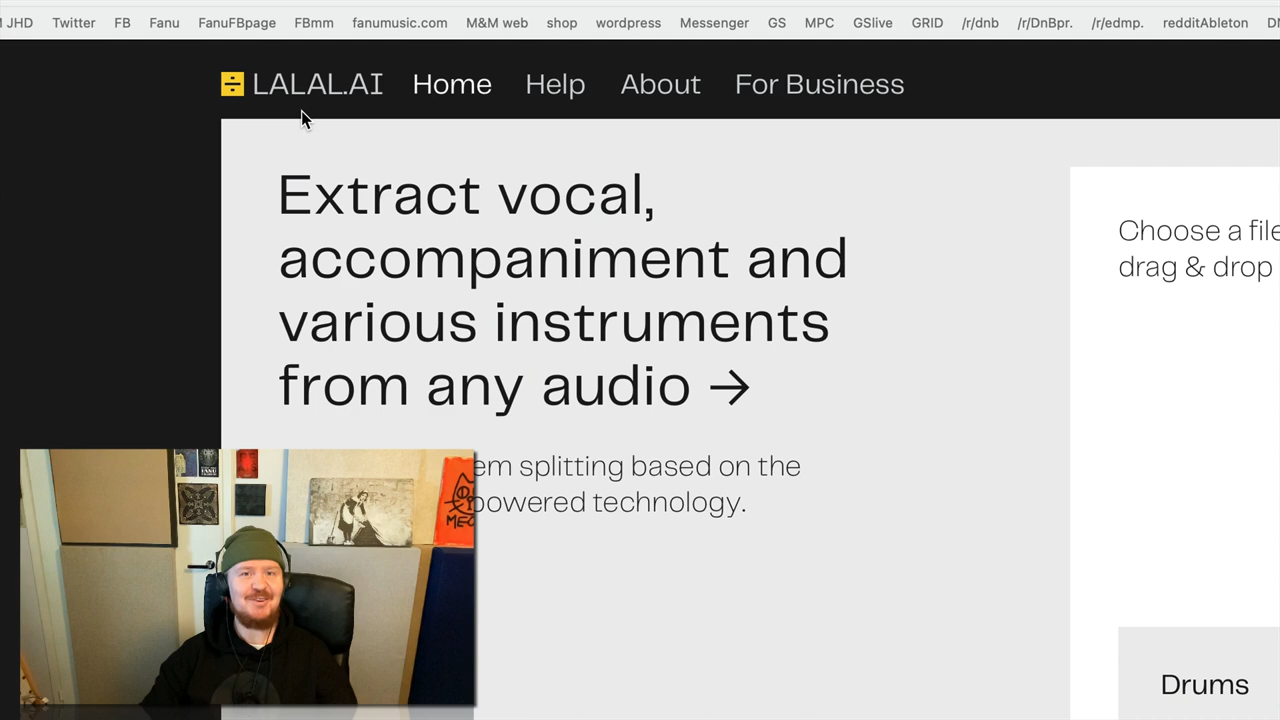 JHD Twitter FB Fanu FanuFBpage FBmm fanumusic.com M&M web shop wordpress Messenger GS MPC GSlive GRID /r/dnb /r/DnBpr. /r/edmp. redditAbleton
LALAL.AI Home Help About For Business
Extract vocal,
accompaniment and
various instruments
from any audio →
Choose a file
drag & drop
em splitting based on the
powered technology.
Drums